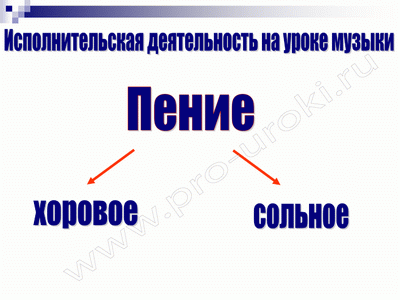 Исполнительская деятельность на уроке музыки
Пение
хоровое
сольное
www.pro-uroki.ru